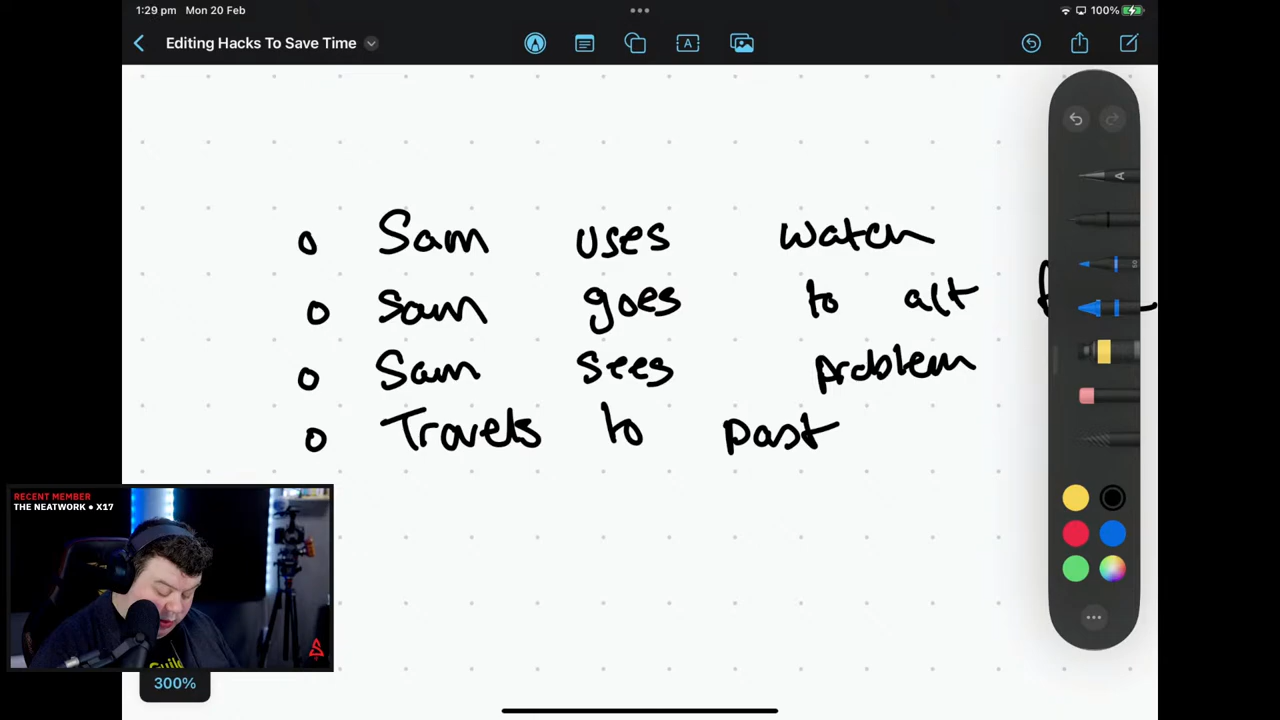 1:29 pm Mon 20 Feb
100%
Editing Hacks To Save Time
A
A
50
Sam uses watch
Sam goes to alt
Sam sees problem
Travels to past
RECENT MEMBER
THE NEATWORK • X17
300%